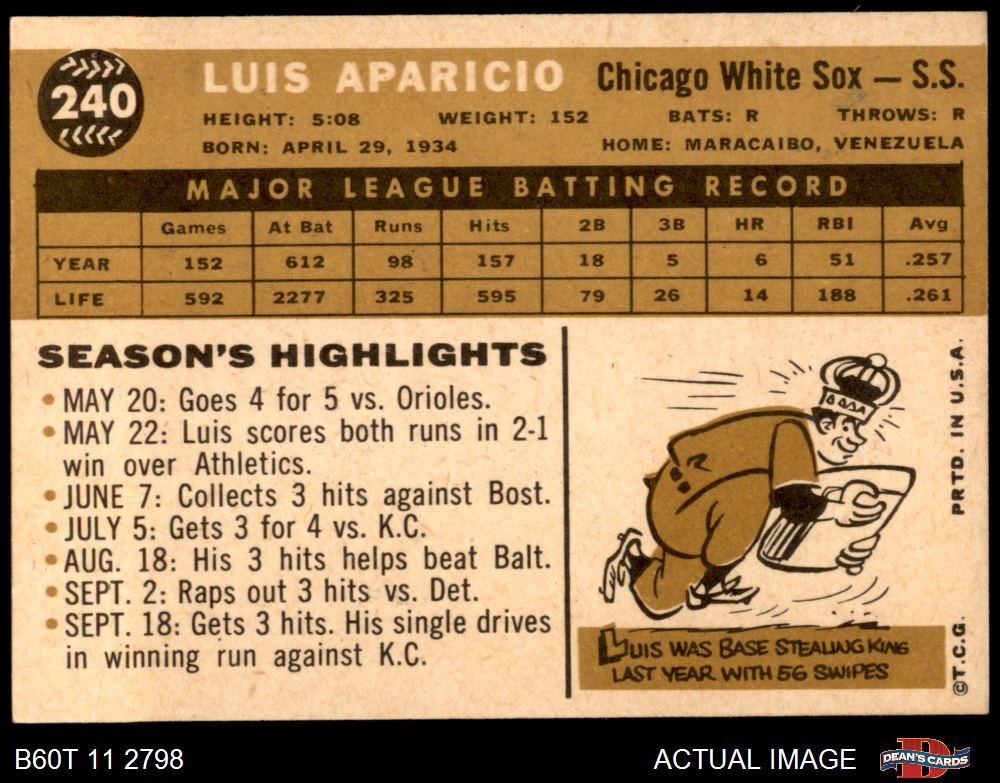 240
LUIS APARICIO Chicago White Sox — S.S.
HEIGHT: 5:08 WEIGHT: 152 BATS: R THROWS: R
BORN: APRIL 29, 1934 HOME: MARACAIBO, VENEZUELA
MAJOR LEAGUE BATTING RECORD
Games At Bat Runs Hits 2B 3B HR RBI Avg
YEAR 152 612 98 157 18 5 6 51 .257
LIFE 592 2277 325 595 79 26 14 188 .261
SEASON'S HIGHLIGHTS
• MAY 20: Goes 4 for 5 vs. Orioles.
• MAY 22: Luis scores both runs in 2-1
win over Athletics.
• JUNE 7: Collects 3 hits against Bost.
• JULY 5: Gets 3 for 4 vs. K.C.
• AUG. 18: His 3 hits helps beat Balt.
• SEPT. 2: Raps out 3 hits vs. Det.
• SEPT. 18: Gets 3 hits. His single drives
in winning run against K.C.
LUIS WAS BASE STEALING KING
LAST YEAR WITH 56 SWIPES
©T.C.G. PRTD. IN U.S.A.
B60T 11 2798 ACTUAL IMAGE DEAN'S CARDS